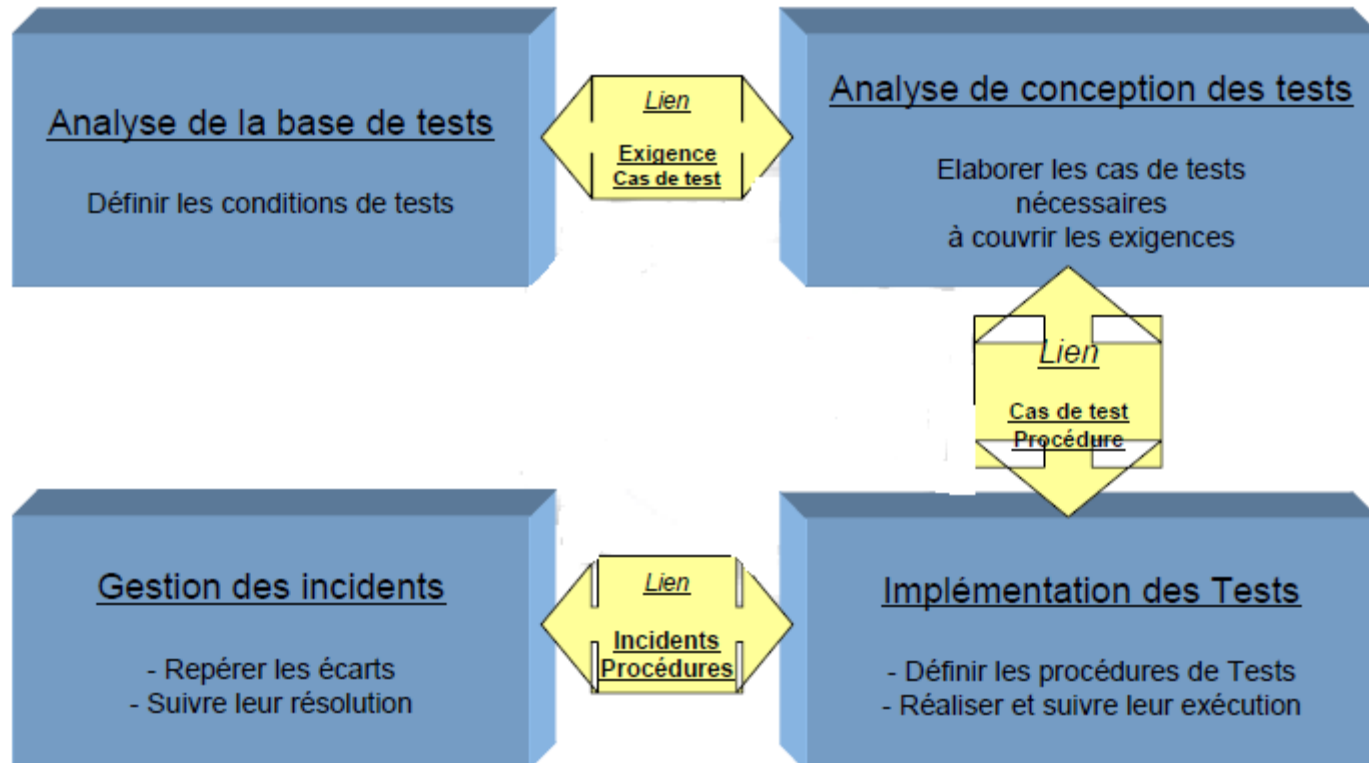 Analyse de la base de tests
Définir les conditions de tests
Lien
Exigence
Cas de test
Analyse de conception des tests
Elaborer les cas de tests
nécessaires
à couvrir les exigences
Lien
Cas de test
Procédure
Gestion des incidents
- Repérer les écarts
- Suivre leur résolution
Lien
Incidents
Procédures
Implémentation des Tests
- Définir les procédures de Tests
- Réaliser et suivre leur exécution